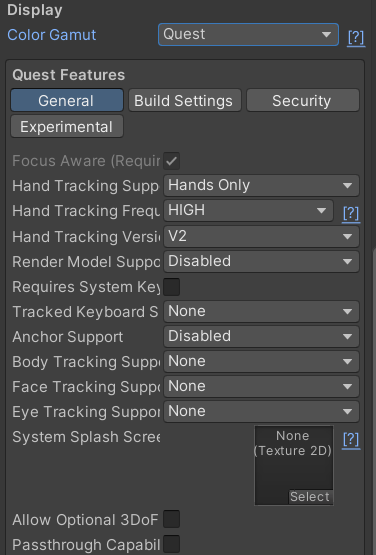 Display
Color Gamut Quest [?]
Quest Features
General Build Settings Security
Experimental
Focus Aware (Requir
Hand Tracking Supp Hands Only
Hand Tracking Frequ HIGH [?]
Hand Tracking Versi V2
Render Model Suppo Disabled
Requires System Key
Tracked Keyboard S None
Anchor Support Disabled
Body Tracking Suppo None
Face Tracking Suppo None
Eye Tracking Suppor None
System Splash Scree None [?]
(Texture 2D)
Select
Allow Optional 3DoF
Passthrough Capabil